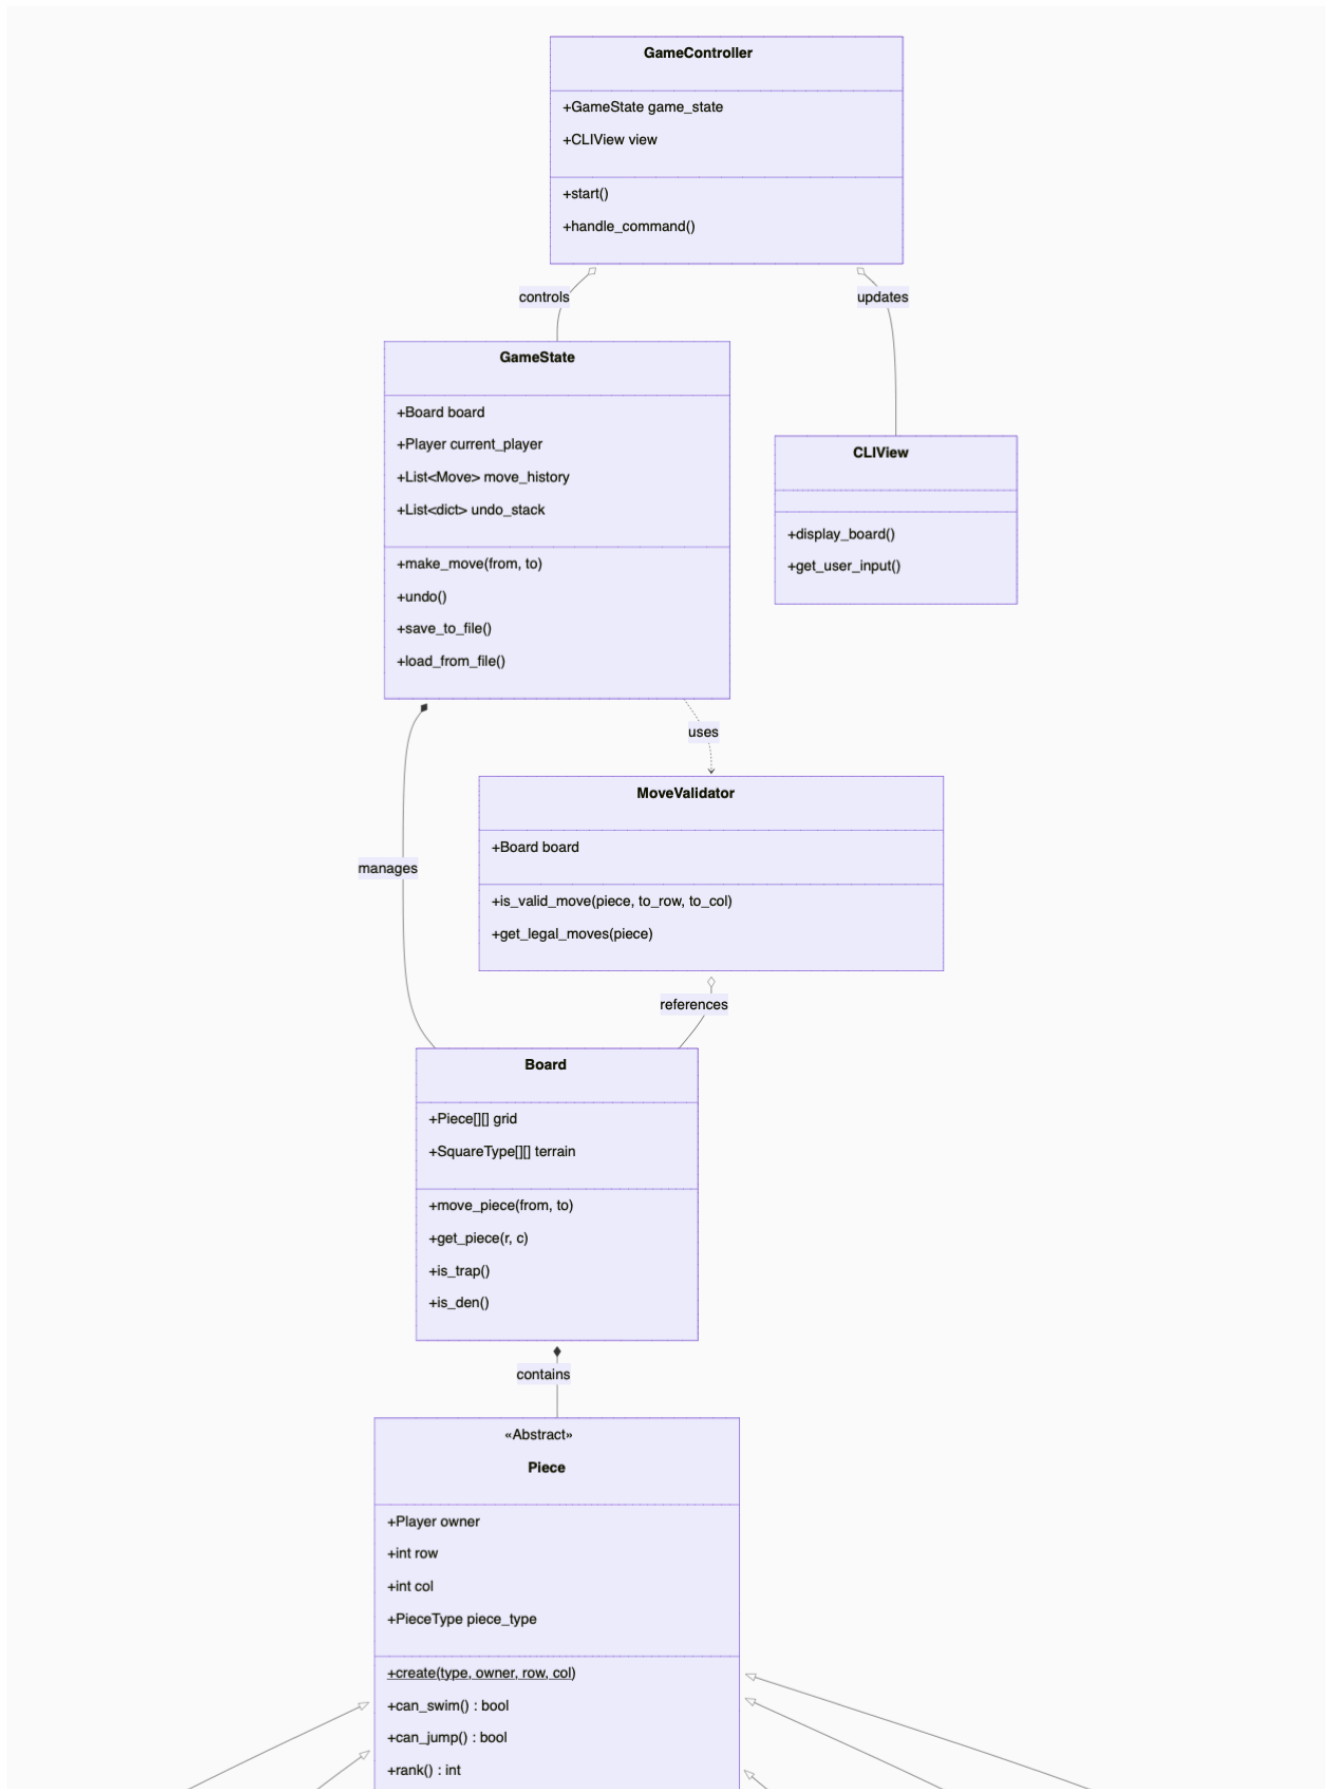 GameController
+GameState game_state
+CLIView view
+start()
+handle_command()
controls
updates
GameState
+Board board
+Player current_player
+List<Move> move_history
+List<dict> undo_stack
+make_move(from, to)
+undo()
+save_to_file()
+load_from_file()
CLIView
+display_board()
+get_user_input()
uses
MoveValidator
+Board board
+is_valid_move(piece, to_row, to_col)
+get_legal_moves(piece)
manages
references
Board
+Piece[][] grid
+SquareType[][] terrain
+move_piece(from, to)
+get_piece(r, c)
+is_trap()
+is_den()
contains
«Abstract»
Piece
+Player owner
+int row
+int col
+PieceType piece_type
+create(type, owner, row, col)
+can_swim() : bool
+can_jump() : bool
+rank() : int